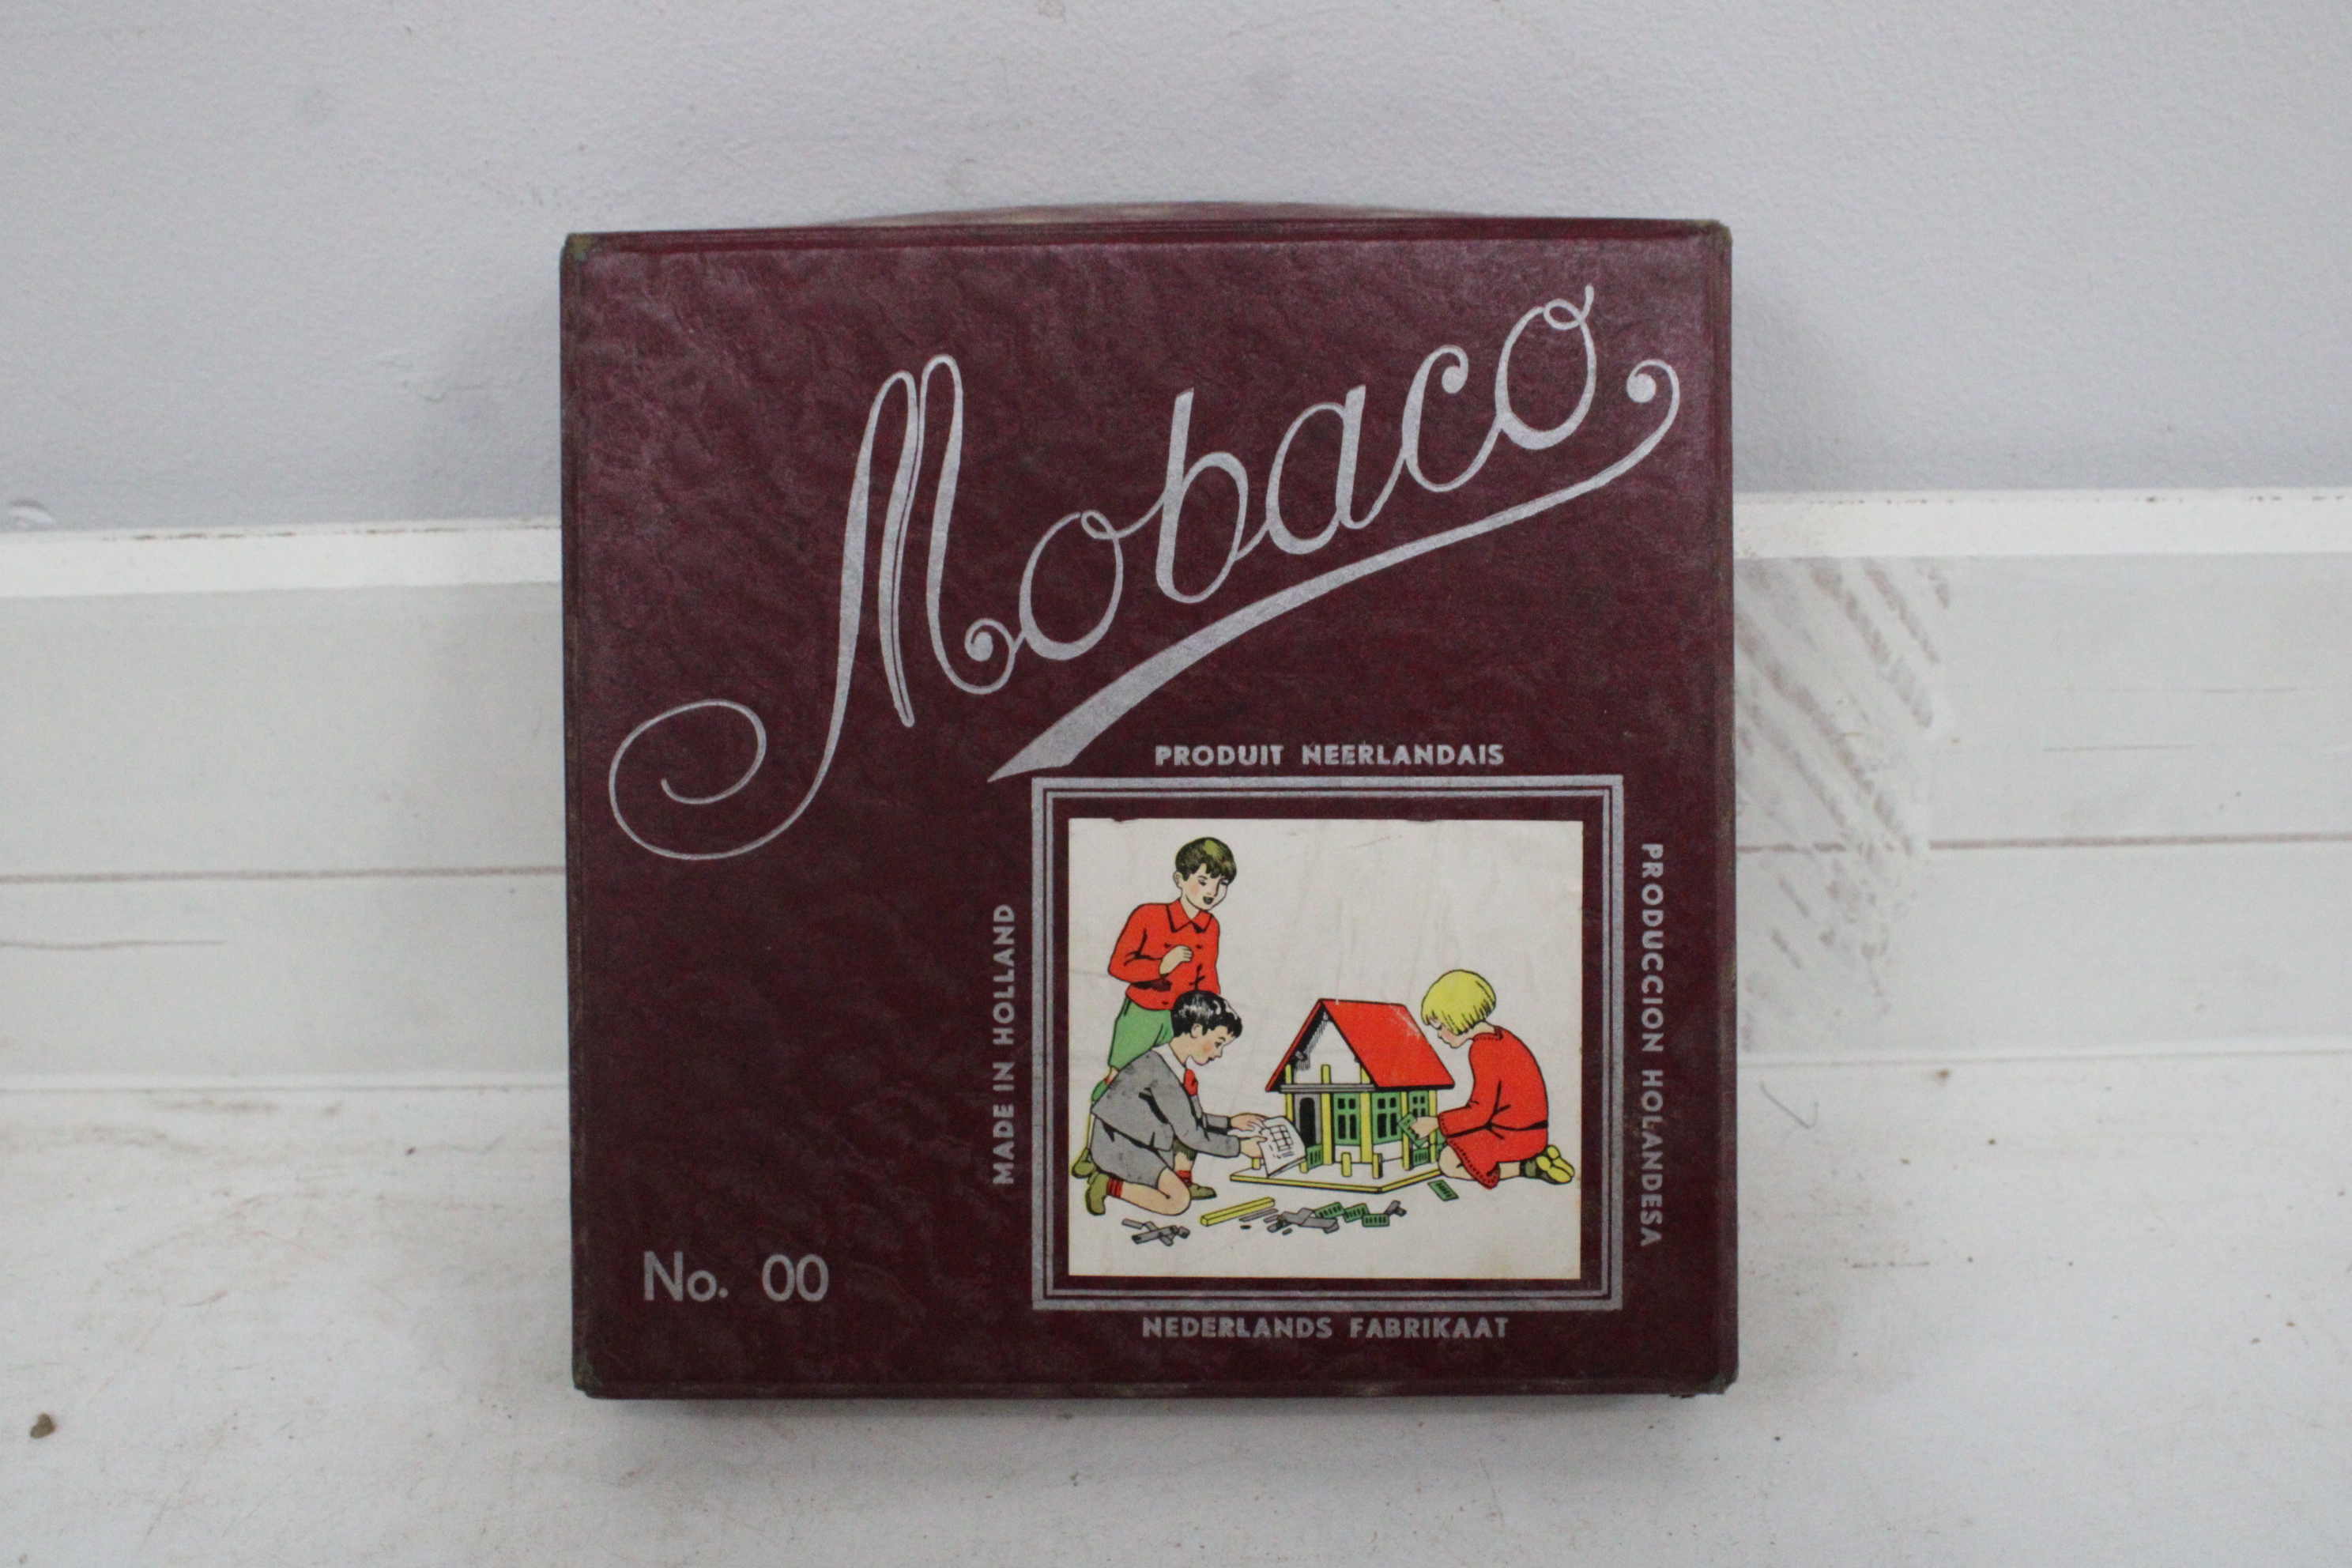 Mobaco
PRODUIT NEERLANDAIS
MADE IN HOLLAND
PRODUCCION HOLANDESA
No. 00
NEDERLANDS FABRIKAAT